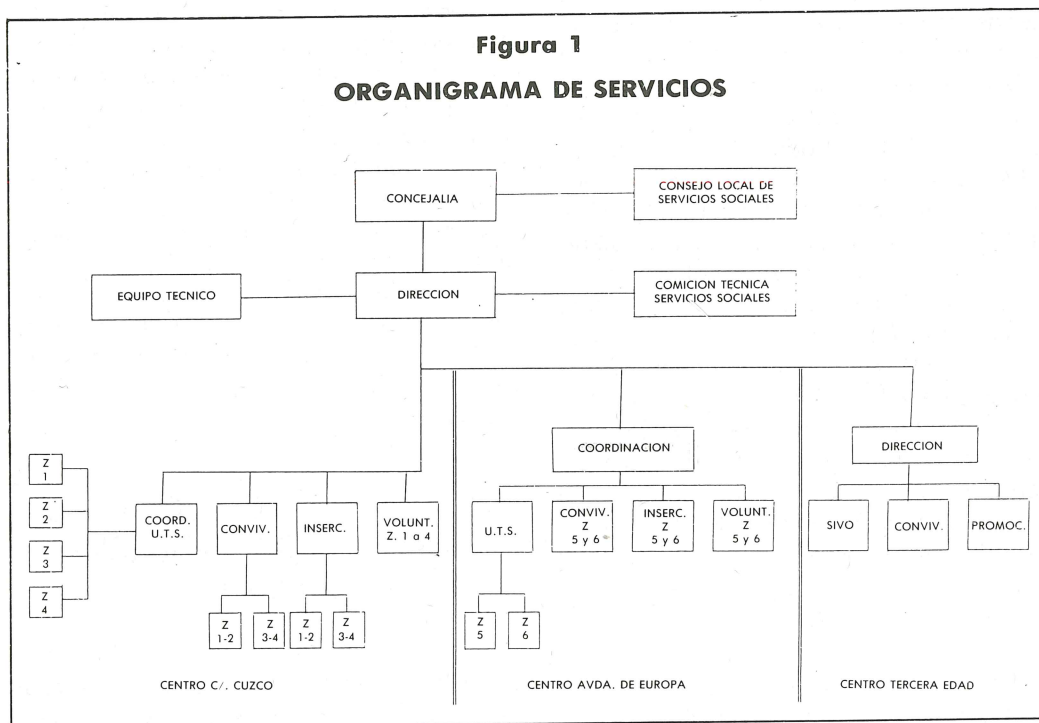 Figura 1
ORGANIGRAMA DE SERVICIOS
CONCEJALIA
CONSEJO LOCAL DE
SERVICIOS SOCIALES
EQUIPO TECNICO
DIRECCION
COMICION TECNICA
SERVICIOS SOCIALES
Z
1
Z
2
Z
3
Z
4
COORD.
U.T.S.
CONVIV.
INSERC.
VOLUNT.
Z. 1 a 4
Z
1-2
Z
3-4
Z
1-2
Z
3-4
CENTRO C/. CUZCO
COORDINACION
U.T.S.
CONVIV.
Z
5 y 6
INSERC.
Z
5 y 6
VOLUNT.
Z
5 y 6
Z
5
Z
6
CENTRO AVDA. DE EUROPA
DIRECCION
SIVO
CONVIV.
PROMOC.
CENTRO TERCERA EDAD